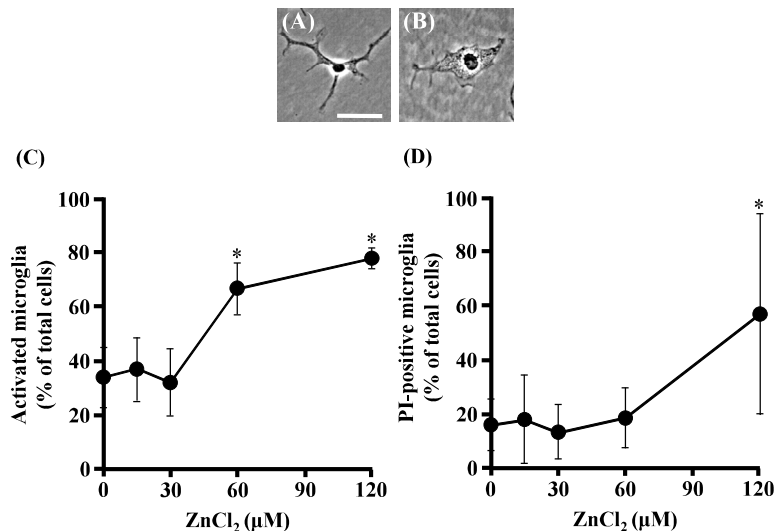 (A) (B)
(C) (D)
100
80
60
40
20
0
Activated microglia
(% of total cells)
*
*
0 30 60 90 120
ZnCl₂ (μM)
100
80
60
40
20
0
PI-positive microglia
(% of total cells)
*
0 30 60 90 120
ZnCl₂ (μM)